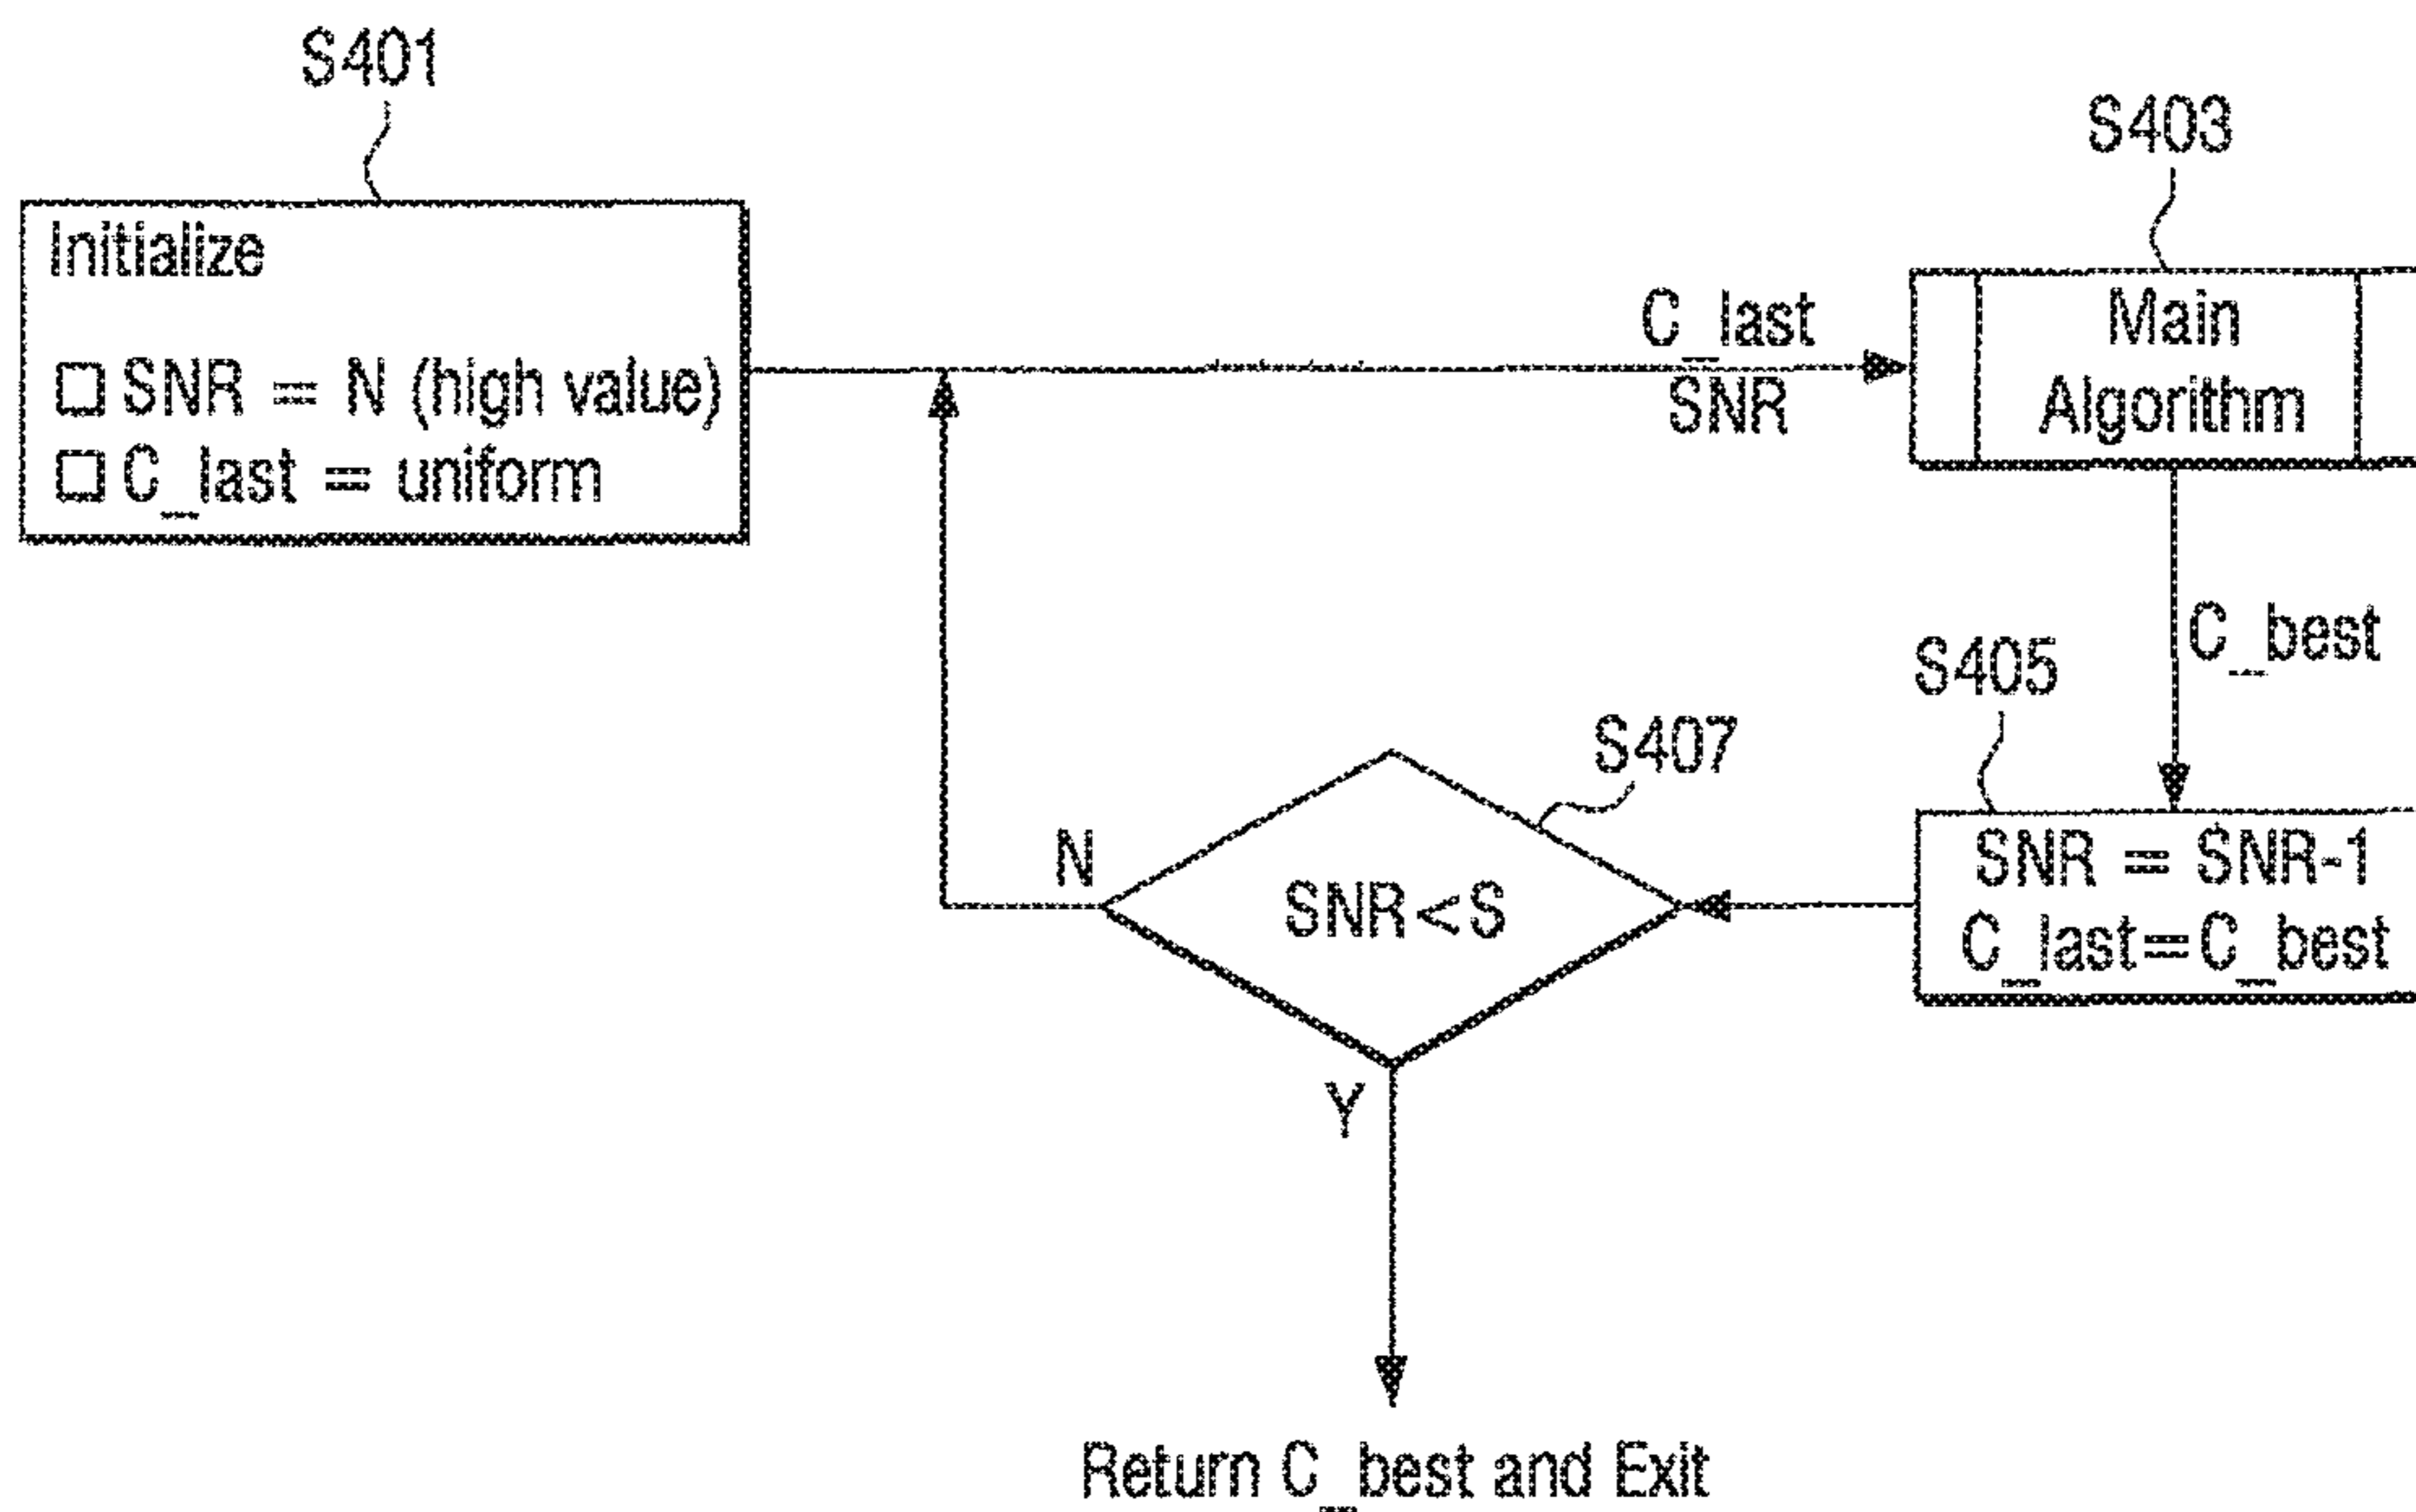 S401
Initialize
□ SNR = N (high value)
□ C_last = uniform
C_last
SNR
S403
Main
Algorithm
C_best
S405
SNR = SNR-1
C_last=C_best
S407
SNR<S
N
Y
Return C_best and Exit